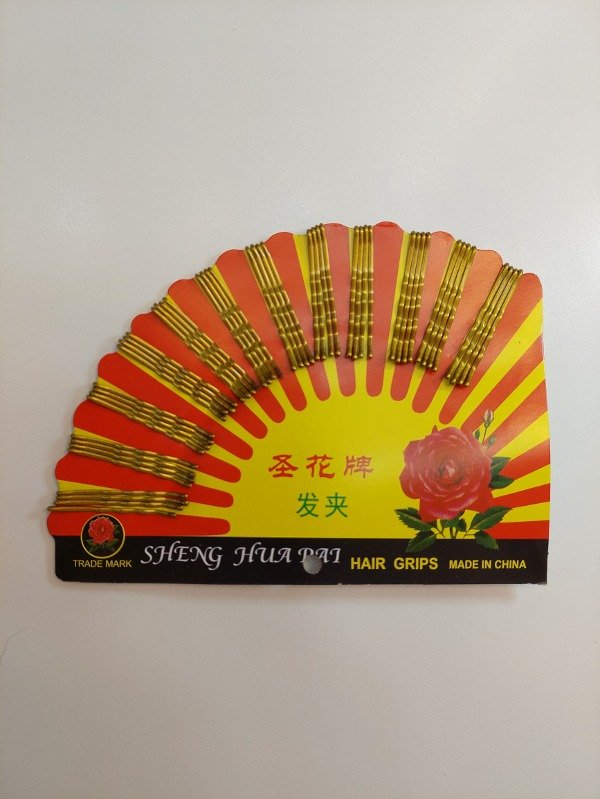 圣花牌
发夹
TRADE MARK
SHENG HUA PAI
HAIR GRIPS
MADE IN CHINA